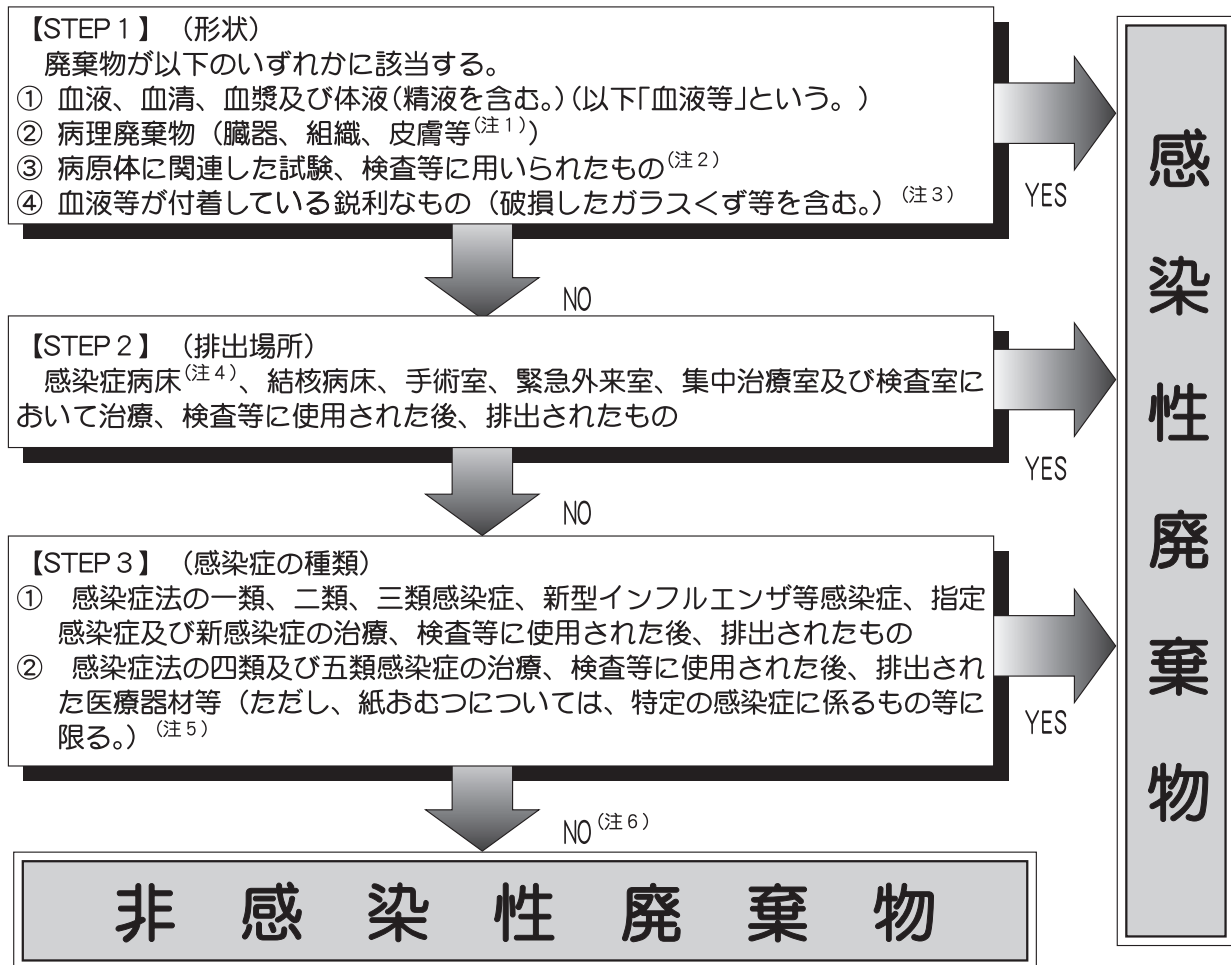 【STEP１】（形状）
廃棄物が以下のいずれかに該当する。
① 血液、血清、血漿及び体液(精液を含む。)(以下｢血液等｣という。)
② 病理廃棄物（臓器、組織、皮膚等(注１)）
③ 病原体に関連した試験、検査等に用いられたもの(注２)
④ 血液等が付着している鋭利なもの（破損したガラスくず等を含む。）(注３)
YES
NO
【STEP２】（排出場所）
感染症病床(注４)、結核病床、手術室、緊急外来室、集中治療室及び検査室に
おいて治療、検査等に使用された後、排出されたもの
YES
NO
【STEP３】（感染症の種類）
① 感染症法の一類、二類、三類感染症、新型インフルエンザ等感染症、指定
感染症及び新感染症の治療、検査等に使用された後、排出されたもの
② 感染症法の四類及び五類感染症の治療、検査等に使用された後、排出され
た医療器材等（ただし、紙おむつについては、特定の感染症に係るもの等に
限る。）(注５)
YES
NO(注６)
非感染性廃棄物
感染性廃棄物